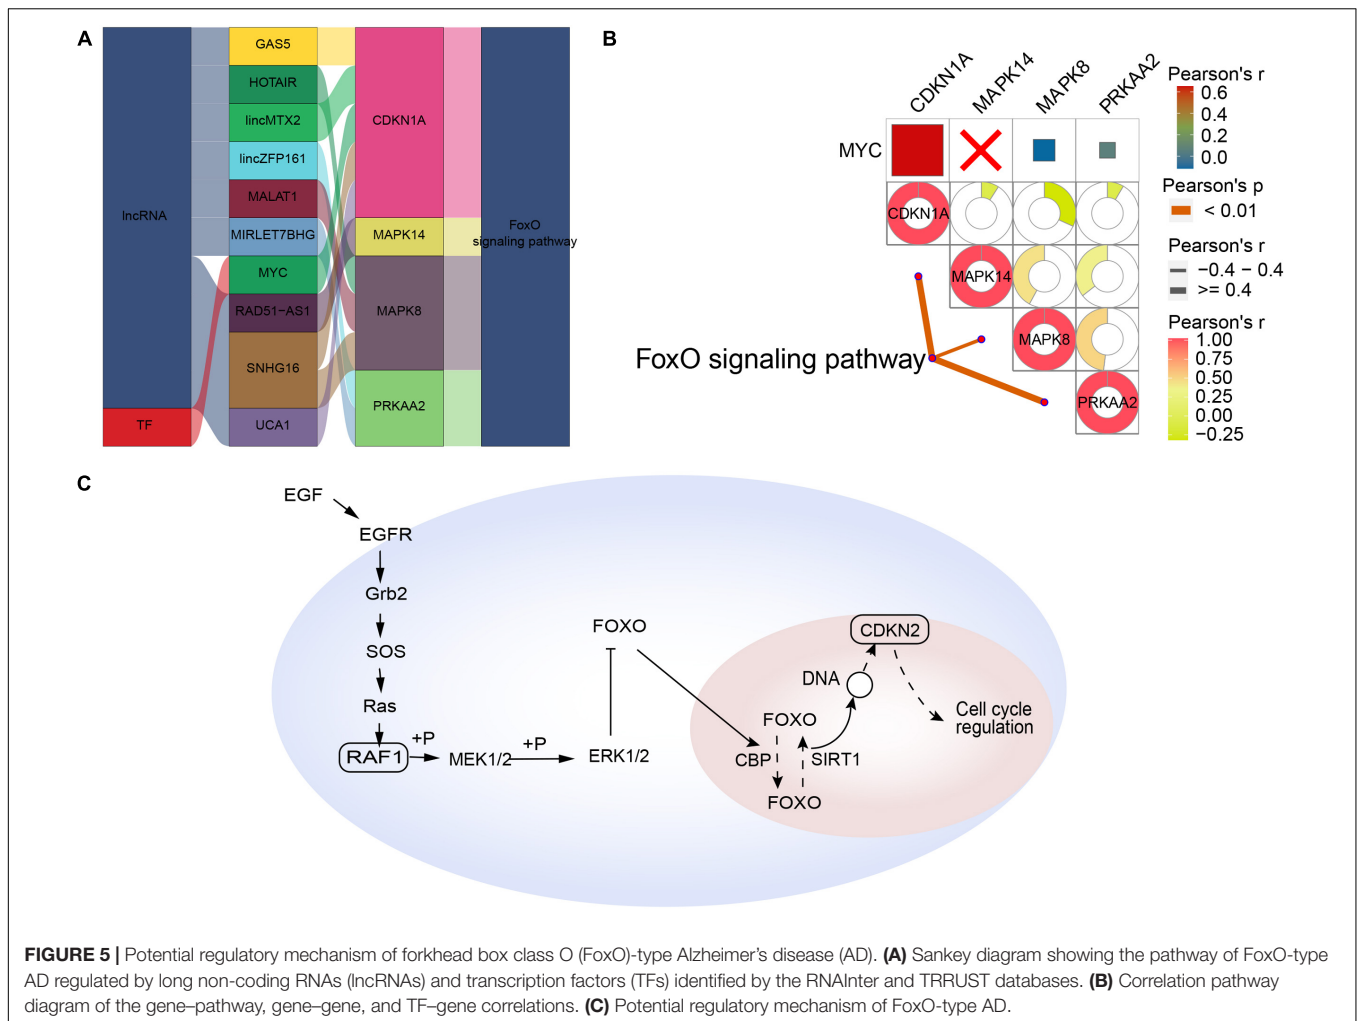 A
lncRNA
TF
GAS5
HOTAIR
lincMTX2
lincZFP161
MALAT1
MIRLET7BHG
MYC
RAD51−AS1
SNHG16
UCA1
CDKN1A
MAPK14
MAPK8
PRKAA2
FoxO
signaling pathway
B
CDKN1A
MAPK14
MAPK8
PRKAA2
MYC
CDKN1A
MAPK14
MAPK8
PRKAA2
FoxO signaling pathway
Pearson's r
0.6
0.4
0.2
0.0
Pearson's p
< 0.01
Pearson's r
−0.4 − 0.4
>= 0.4
Pearson's r
1.00
0.75
0.50
0.25
0.00
−0.25
C
EGF
EGFR
Grb2
SOS
Ras
RAF1
+P
MEK1/2
+P
ERK1/2
FOXO
CBP
FOXO
FOXO
SIRT1
DNA
CDKN2
Cell cycle
regulation
FIGURE 5 | Potential regulatory mechanism of forkhead box class O (FoxO)-type Alzheimer's disease (AD). (A) Sankey diagram showing the pathway of FoxO-type
AD regulated by long non-coding RNAs (lncRNAs) and transcription factors (TFs) identified by the RNAInter and TRRUST databases. (B) Correlation pathway
diagram of the gene–pathway, gene–gene, and TF–gene correlations. (C) Potential regulatory mechanism of FoxO-type AD.